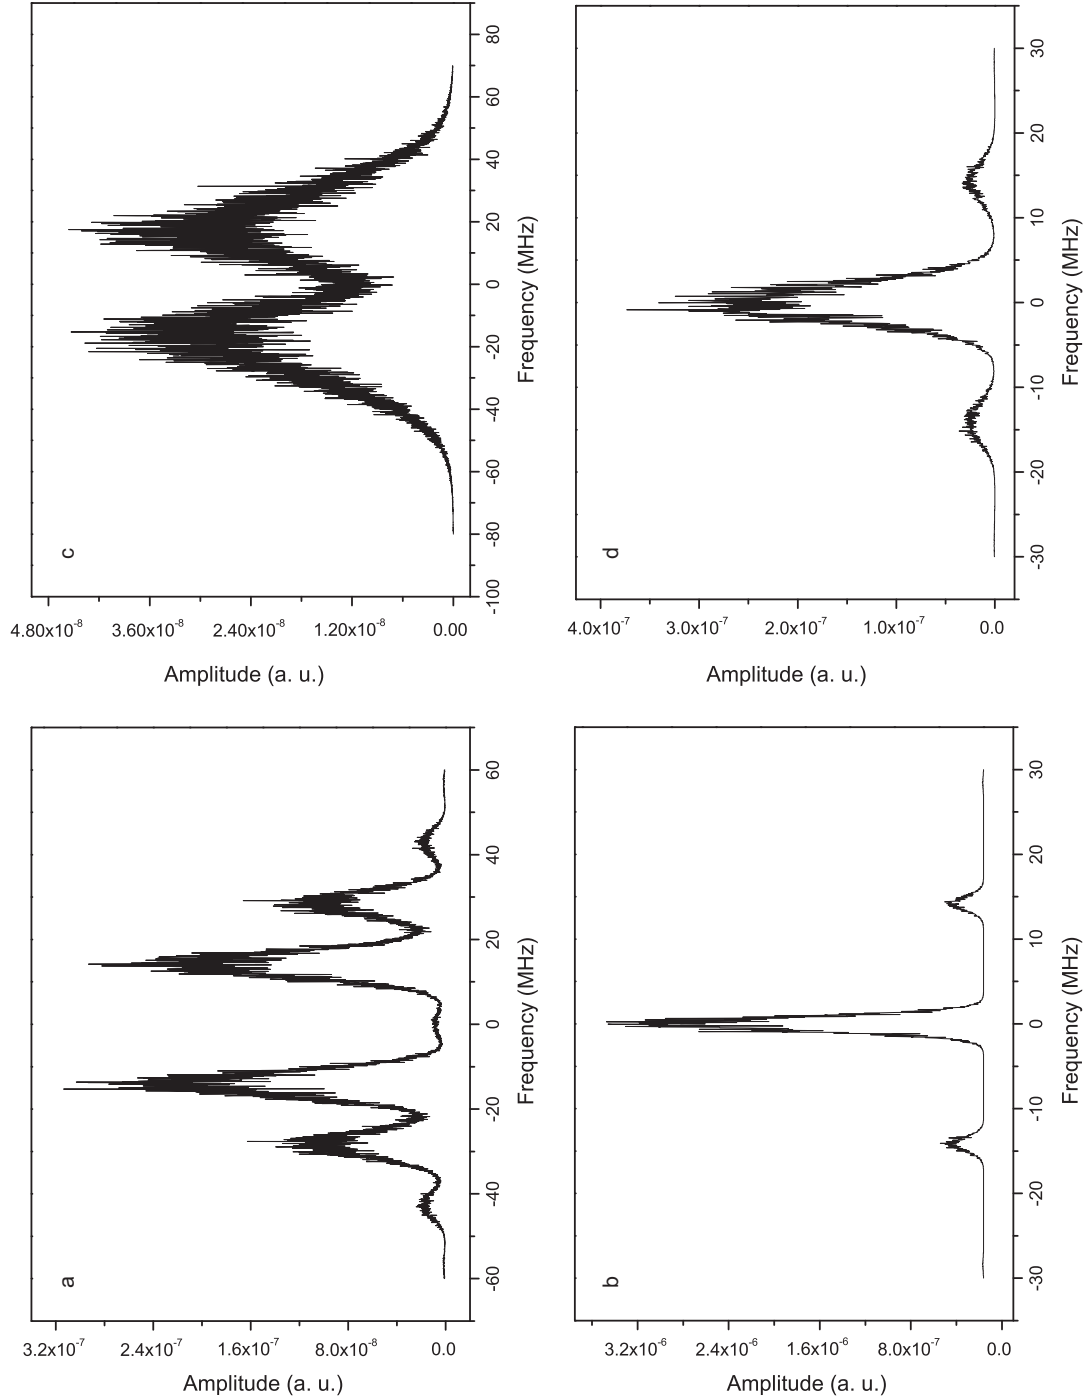 a
Amplitude (a. u.)
3.2x10⁻⁷
2.4x10⁻⁷
1.6x10⁻⁷
8.0x10⁻⁸
0.0
-60 -40 -20 0 20 40 60
Frequency (MHz)
c
Amplitude (a. u.)
4.80x10⁻⁸
3.60x10⁻⁸
2.40x10⁻⁸
1.20x10⁻⁸
0.00
-100 -80 -60 -40 -20 0 20 40 60 80
Frequency (MHz)
b
Amplitude (a. u.)
3.2x10⁻⁶
2.4x10⁻⁶
1.6x10⁻⁶
8.0x10⁻⁷
0.0
-30 -20 -10 0 10 20 30
Frequency (MHz)
d
Amplitude (a. u.)
4.0x10⁻⁷
3.0x10⁻⁷
2.0x10⁻⁷
1.0x10⁻⁷
0.0
-30 -20 -10 0 10 20 30
Frequency (MHz)